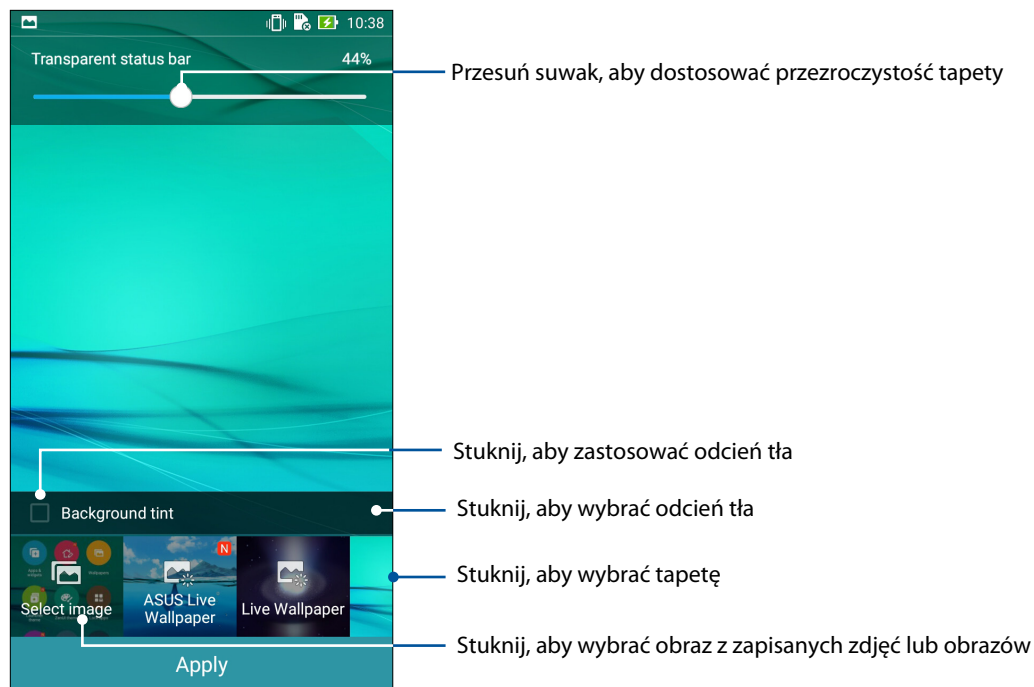 10:38
Transparent status bar 44%
Przesuń suwak, aby dostosować przezroczystość tapety
Stuknij, aby zastosować odcień tła
Background tint
Stuknij, aby wybrać odcień tła
N
Select image
ASUS Live
Wallpaper
Live Wallpaper
Stuknij, aby wybrać tapetę
Stuknij, aby wybrać obraz z zapisanych zdjęć lub obrazów
Apply